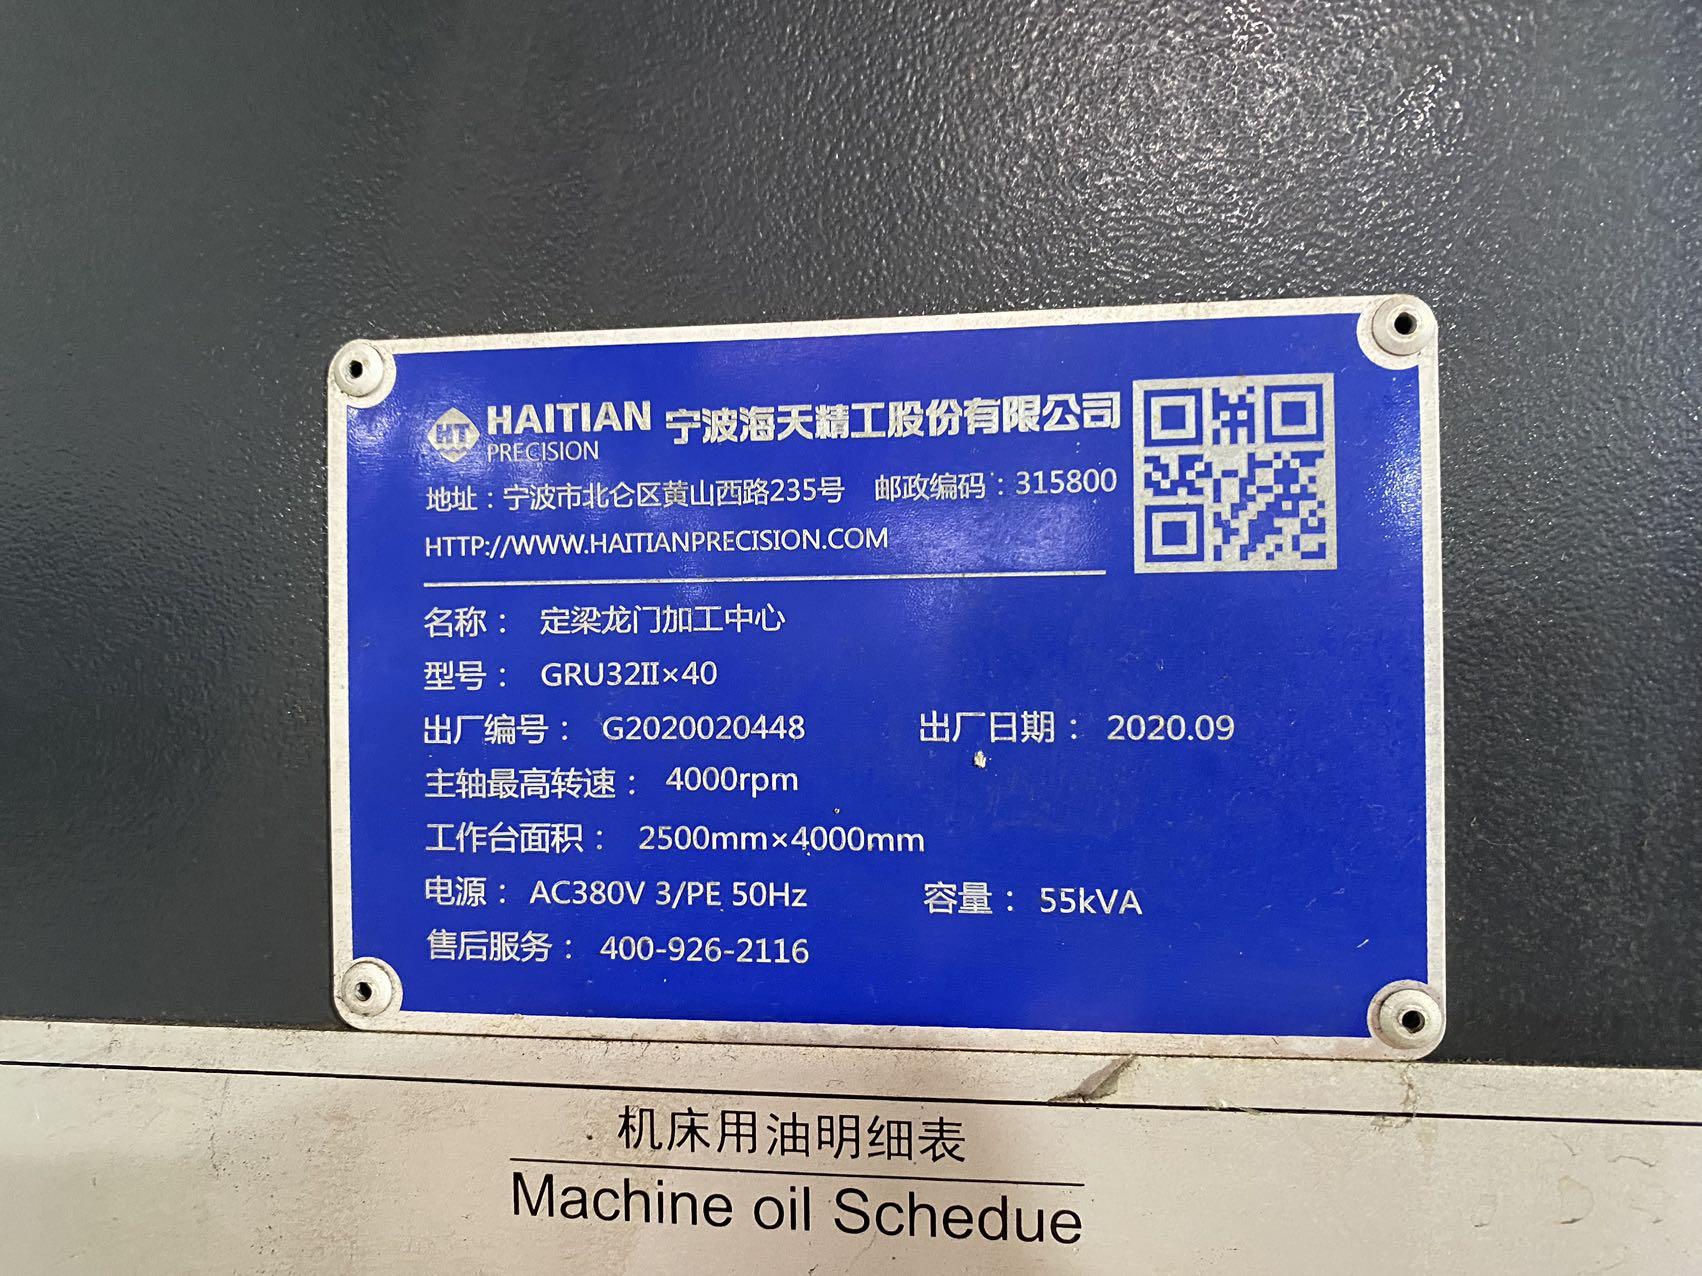 HT HAITIAN PRECISION 宁波海天精工股份有限公司
地址：宁波市北仑区黄山西路235号 邮政编码：315800
HTTP://WWW.HAITIANPRECISION.COM
名称： 定梁龙门加工中心
型号： GRU32II×40
出厂编号： G2020020448 出厂日期： 2020.09
主轴最高转速： 4000rpm
工作台面积： 2500mm×4000mm
电源： AC380V 3/PE 50Hz 容量： 55kVA
售后服务： 400-926-2116
机床用油明细表
Machine oil Schedue